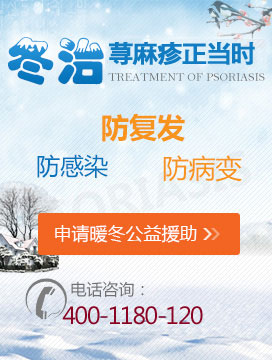 冬治
荨麻疹正当时
TREATMENT OF PSORIASIS
防复发
防感染 防病变
申请暖冬公益援助 >>
电话咨询：
400-1180-120